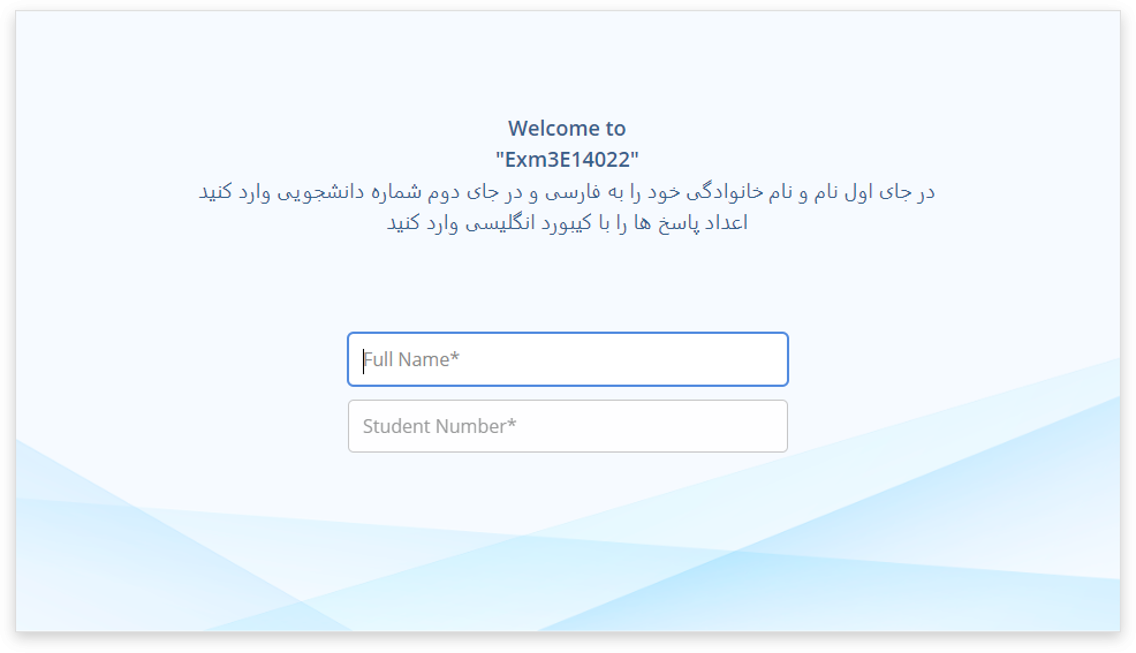 Welcome to
"Exm3E14022"
در جای اول نام و نام خانوادگی خود را به فارسی و در جای دوم شماره دانشجویی وارد کنید
اعداد پاسخ ها را با کیبورد انگلیسی وارد کنید
Full Name*
Student Number*